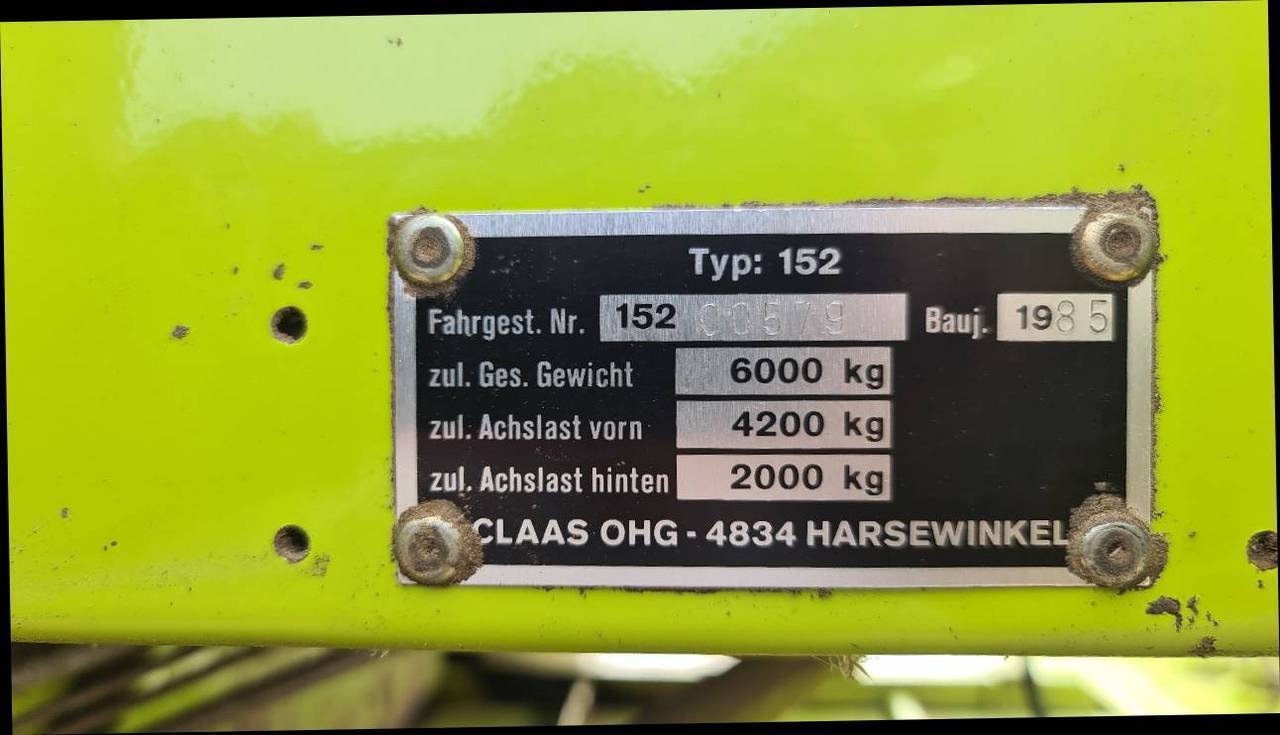 Typ: 152
Fahrgest. Nr. 152 00579 Bauj. 1985
zul. Ges. Gewicht 6000 kg
zul. Achslast vorn 4200 kg
zul. Achslast hinten 2000 kg
CLAAS OHG - 4834 HARSEWINKEL